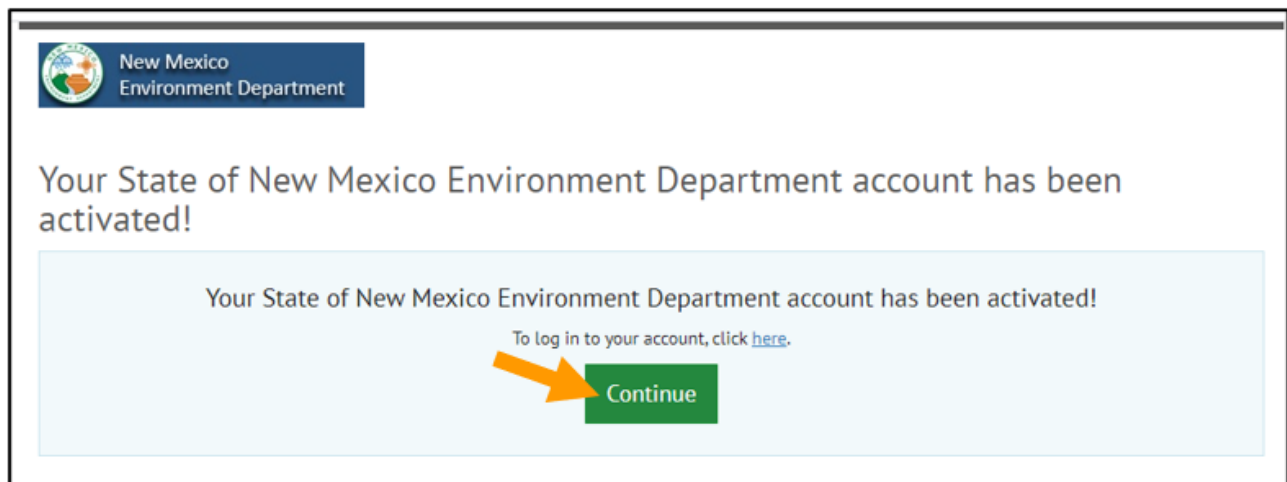 New Mexico
Environment Department
Your State of New Mexico Environment Department account has been
activated!
Your State of New Mexico Environment Department account has been activated!
To log in to your account, click here.
Continue